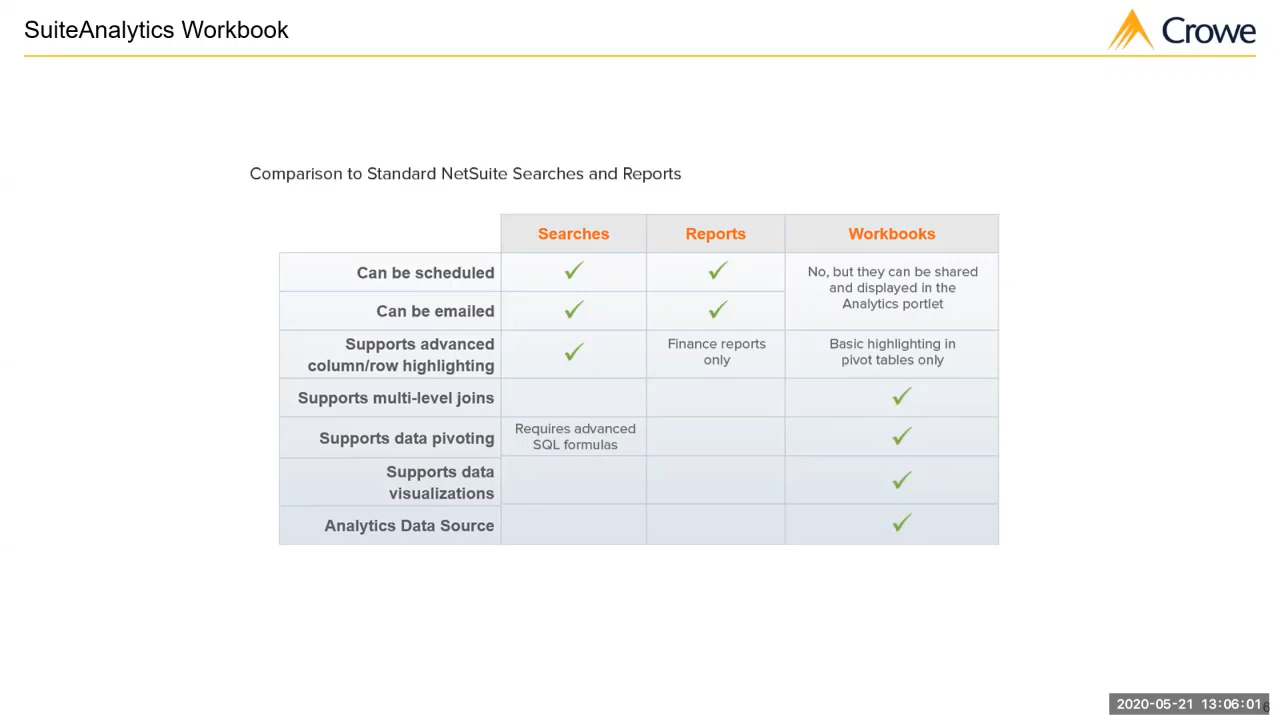 SuiteAnalytics Workbook
Crowe
Comparison to Standard NetSuite Searches and Reports
Searches
Reports
Workbooks
Can be scheduled
✓
✓
No, but they can be shared
and displayed in the
Analytics portlet
Can be emailed
✓
✓
Supports advanced
column/row highlighting
✓
Finance reports
only
Basic highlighting in
pivot tables only
Supports multi-level joins
✓
Supports data pivoting
Requires advanced
SQL formulas
✓
Supports data
visualizations
✓
Analytics Data Source
✓
2020-05-21 13:06:01
6